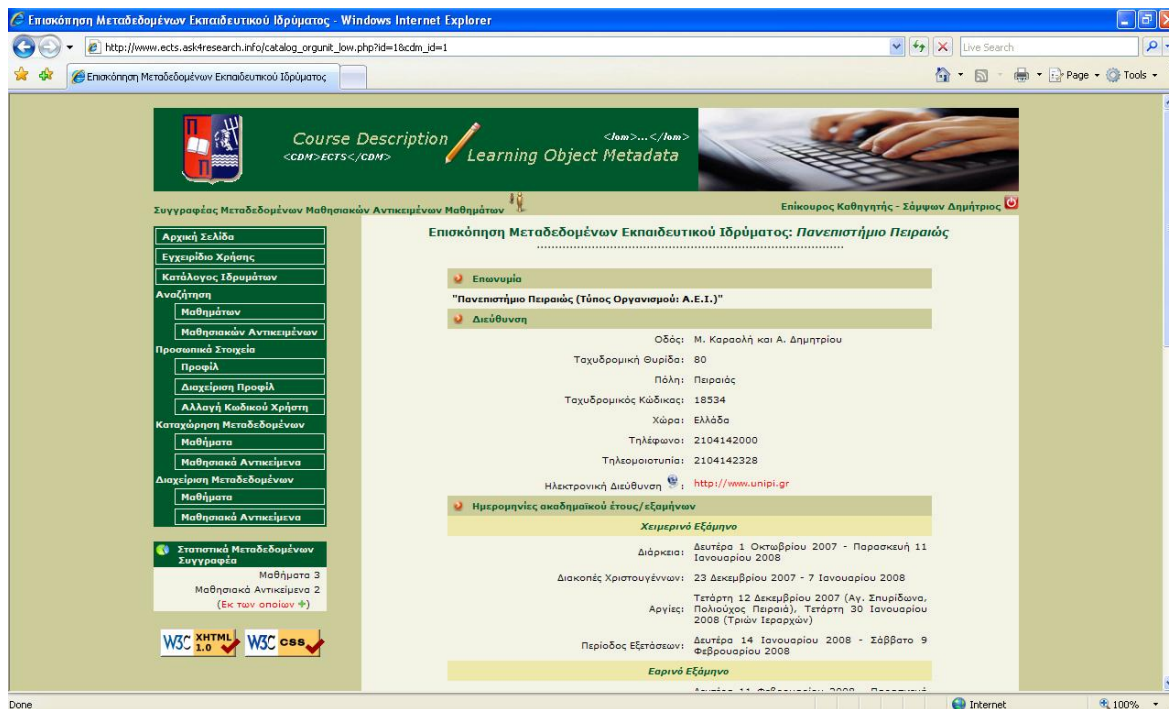 Επισκόπηση Μεταδεδομένων Εκπαιδευτικού Ιδρύματος - Windows Internet Explorer
http://www.ects.ask4research.info/catalog_orgunit_low.php?id=1&cdm_id=1
Live Search
Επισκόπηση Μεταδεδομένων Εκπαιδευτικού Ιδρύματος
Page
Tools
Π
Π
Course Description
<CDM>ECTS</CDM>
<lom>...</lom>
Learning Object Metadata
Συγγραφέας Μεταδεδομένων Μαθησιακών Αντικειμένων Μαθημάτων
Επίκουρος Καθηγητής - Σάμψων Δημήτριος
Αρχική Σελίδα
Εγχειρίδιο Χρήσης
Κατάλογος Ιδρυμάτων
Αναζήτηση
Μαθημάτων
Μαθησιακών Αντικειμένων
Προσωπικά Στοιχεία
Προφίλ
Διαχείριση Προφίλ
Αλλαγή Κωδικού Χρήστη
Καταχώρηση Μεταδεδομένων
Μαθήματα
Μαθησιακά Αντικείμενα
Διαχείριση Μεταδεδομένων
Μαθήματα
Μαθησιακά Αντικείμενα
Στατιστικά Μεταδεδομένων
Συγγραφέα
Μαθήματα 3
Μαθησιακά Αντικείμενα 2
(Εκ των οποίων +)
W3C XHTML 1.0
W3C css
Επισκόπηση Μεταδεδομένων Εκπαιδευτικού Ιδρύματος: Πανεπιστήμιο Πειραιώς
Επωνυμία
"Πανεπιστήμιο Πειραιώς (Τύπος Οργανισμού: Α.Ε.Ι.)"
Διεύθυνση
Οδός: Μ. Καραολή και Α. Δημητρίου
Ταχυδρομική Θυρίδα: 80
Πόλη: Πειραιάς
Ταχυδρομικός Κώδικας: 18534
Χώρα: Ελλάδα
Τηλέφωνο: 2104142000
Τηλεομοιοτυπία: 2104142328
Ηλεκτρονική Διεύθυνση : http://www.unipi.gr
Ημερομηνίες ακαδημαϊκού έτους/εξαμήνων
Χειμερινό Εξάμηνο
Διάρκεια: Δευτέρα 1 Οκτωβρίου 2007 - Παρασκευή 11
Ιανουαρίου 2008
Διακοπές Χριστουγέννων: 23 Δεκεμβρίου 2007 - 7 Ιανουαρίου 2008
Αργίες: Τετάρτη 12 Δεκεμβρίου 2007 (Αγ. Σπυρίδωνα,
Πολιούχος Πειραιά), Τετάρτη 30 Ιανουαρίου
2008 (Τριών Ιεραρχών)
Περίοδος Εξετάσεων: Δευτέρα 14 Ιανουαρίου 2008 - Σάββατο 9
Φεβρουαρίου 2008
Εαρινό Εξάμηνο
Done
Internet
100%